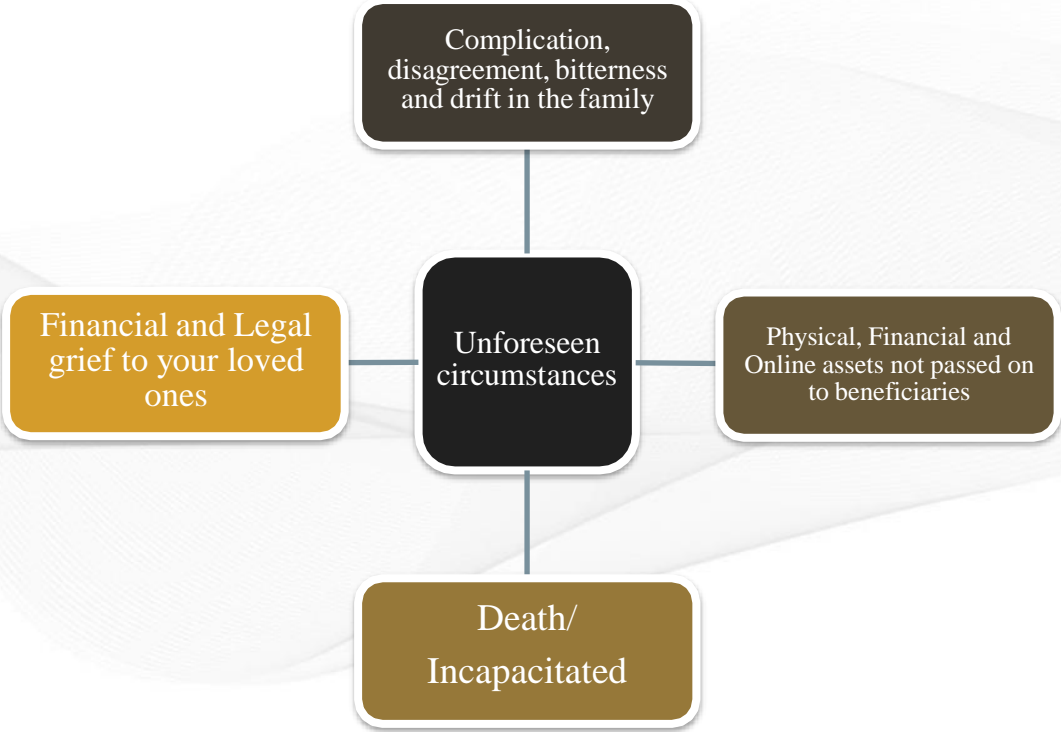 Complication,
disagreement, bitterness
and drift in the family
Financial and Legal
grief to your loved
ones
Unforeseen
circumstances
Physical, Financial and
Online assets not passed on
to beneficiaries
Death/
Incapacitated